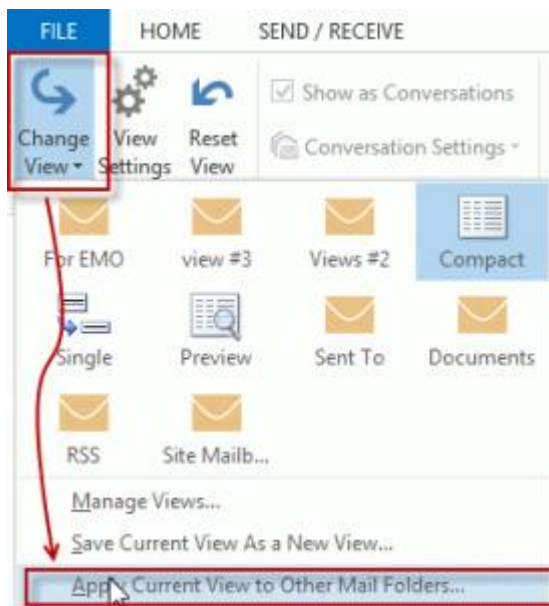 FILE HOME SEND / RECEIVE
Change View View Settings Reset View
Show as Conversations
Conversation Settings
For EMO view #3 Views #2 Compact
Single Preview Sent To Documents
RSS Site Mailb...
Manage Views...
Save Current View As a New View...
Apply Current View to Other Mail Folders...